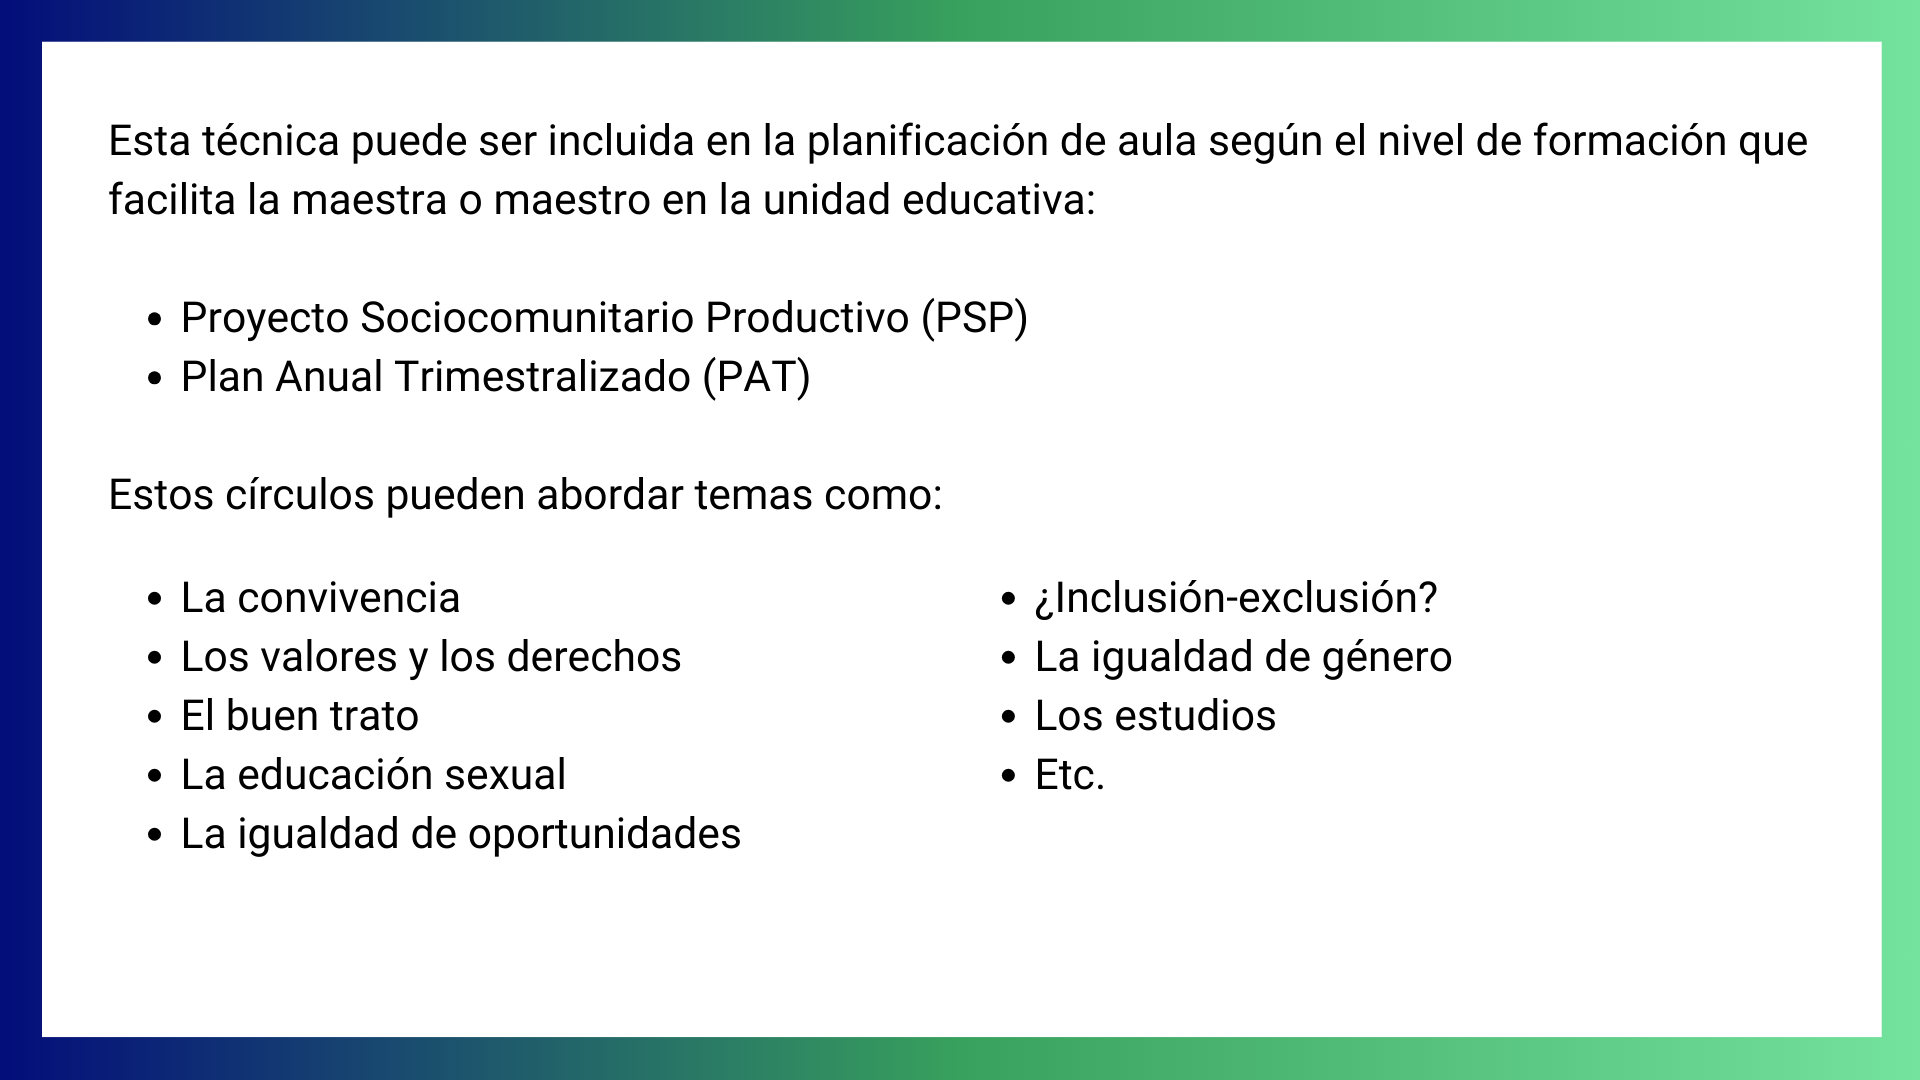 Esta técnica puede ser incluida en la planificación de aula según el nivel de formación que
facilita la maestra o maestro en la unidad educativa:
• Proyecto Sociocomunitario Productivo (PSP)
• Plan Anual Trimestralizado (PAT)
Estos círculos pueden abordar temas como:
• La convivencia
• Los valores y los derechos
• El buen trato
• La educación sexual
• La igualdad de oportunidades
• ¿Inclusión-exclusión?
• La igualdad de género
• Los estudios
• Etc.